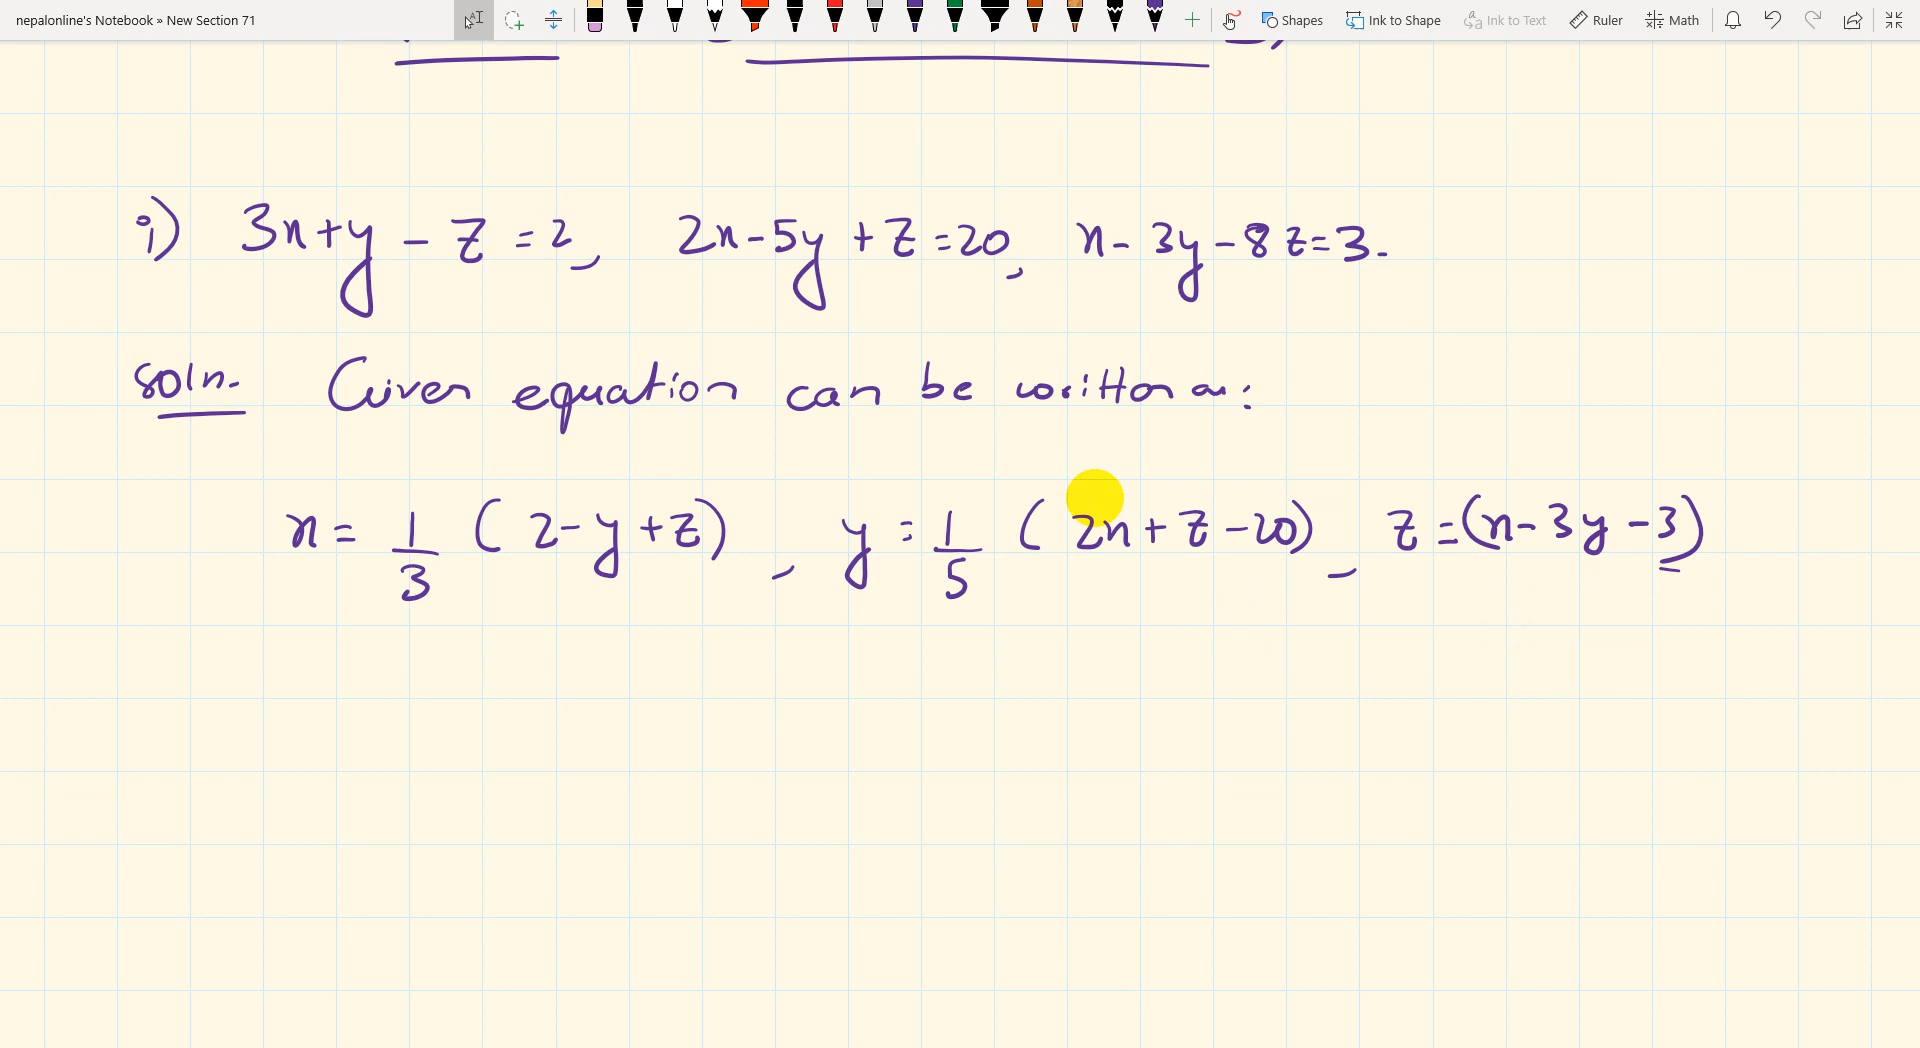 nepalonline's Notebook » New Section 71 Shapes Ink to Shape Ink to Text Ruler Math
i) 3x+y - z = 2, 2x - 5y + z = 20, x - 3y - 8z = 3.
soln. Given equation can be written as:
x = 1/3 ( 2 - y + z ) , y = 1/5 ( 2x + z - 20 ) , z = (x - 3y - 3)